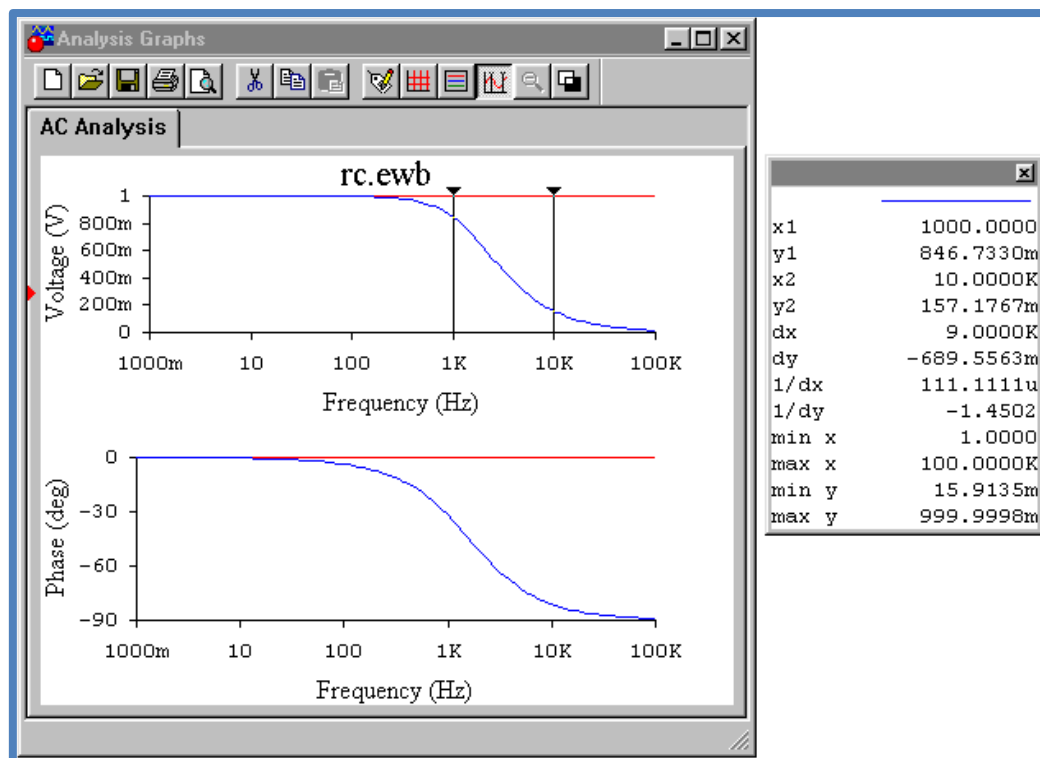 Analysis Graphs
AC Analysis
rc.ewb
Voltage (V)
1
800m
600m
400m
200m
0
1000m 10 100 1K 10K 100K
Frequency (Hz)
Phase (deg)
0
-30
-60
-90
1000m 10 100 1K 10K 100K
Frequency (Hz)
x1 1000.0000
y1 846.7330m
x2 10.0000K
y2 157.1767m
dx 9.0000K
dy -689.5563m
1/dx 111.1111u
1/dy -1.4502
min x 1.0000
max x 100.0000K
min y 15.9135m
max y 999.9998m